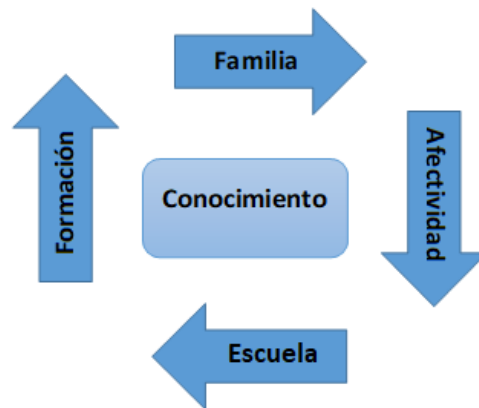 Familia
Afectividad
Conocimiento
Formación
Escuela